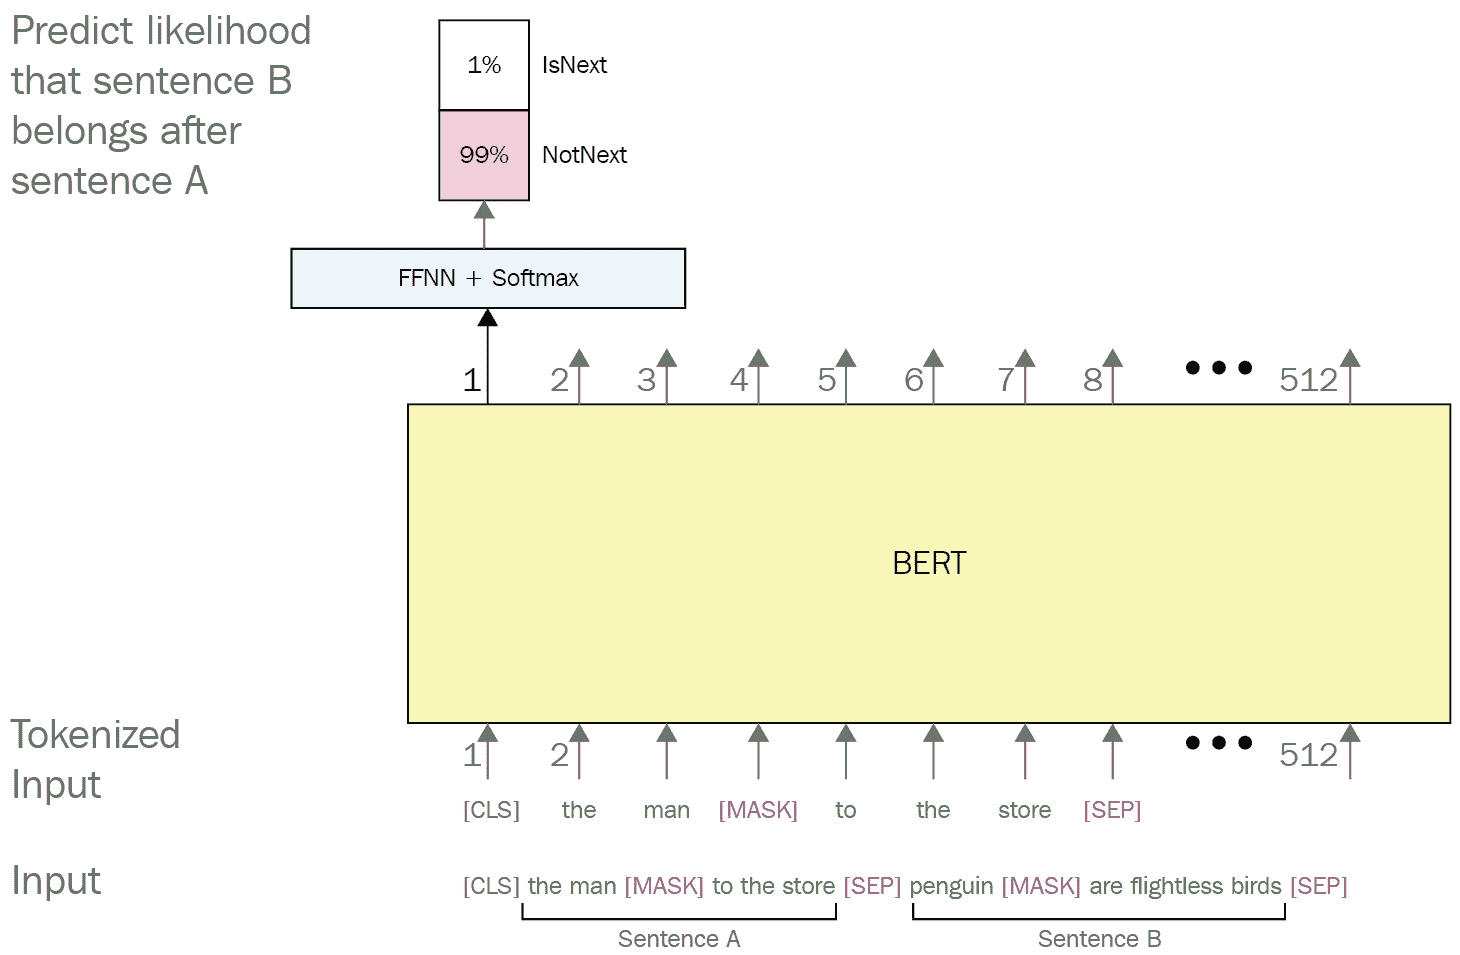 Predict likelihood
that sentence B
belongs after
sentence A
1% IsNext
99% NotNext
FFNN + Softmax
1 2 3 4 5 6 7 8 ●●● 512
BERT
Tokenized
Input
1 2 ●●● 512
[CLS] the man [MASK] to the store [SEP]
Input
[CLS] the man [MASK] to the store [SEP] penguin [MASK] are flightless birds [SEP]
Sentence A Sentence B